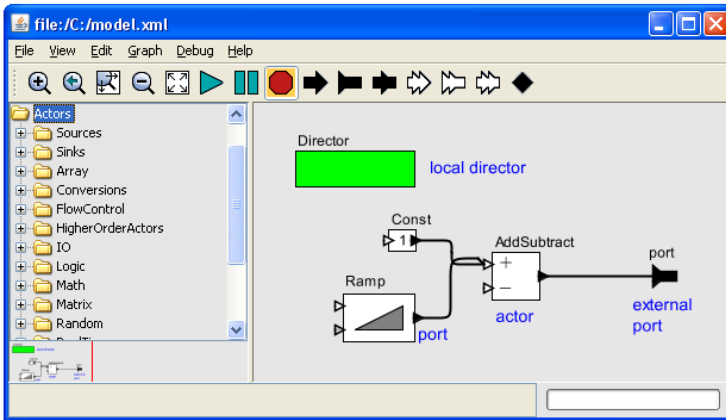 file:/C:/model.xml
File View Edit Graph Debug Help
Actors
Sources
Sinks
Array
Conversions
FlowControl
HigherOrderActors
IO
Logic
Math
Matrix
Random
Director
local director
Const
1
AddSubtract
+
−
port
Ramp
port
actor
external
port